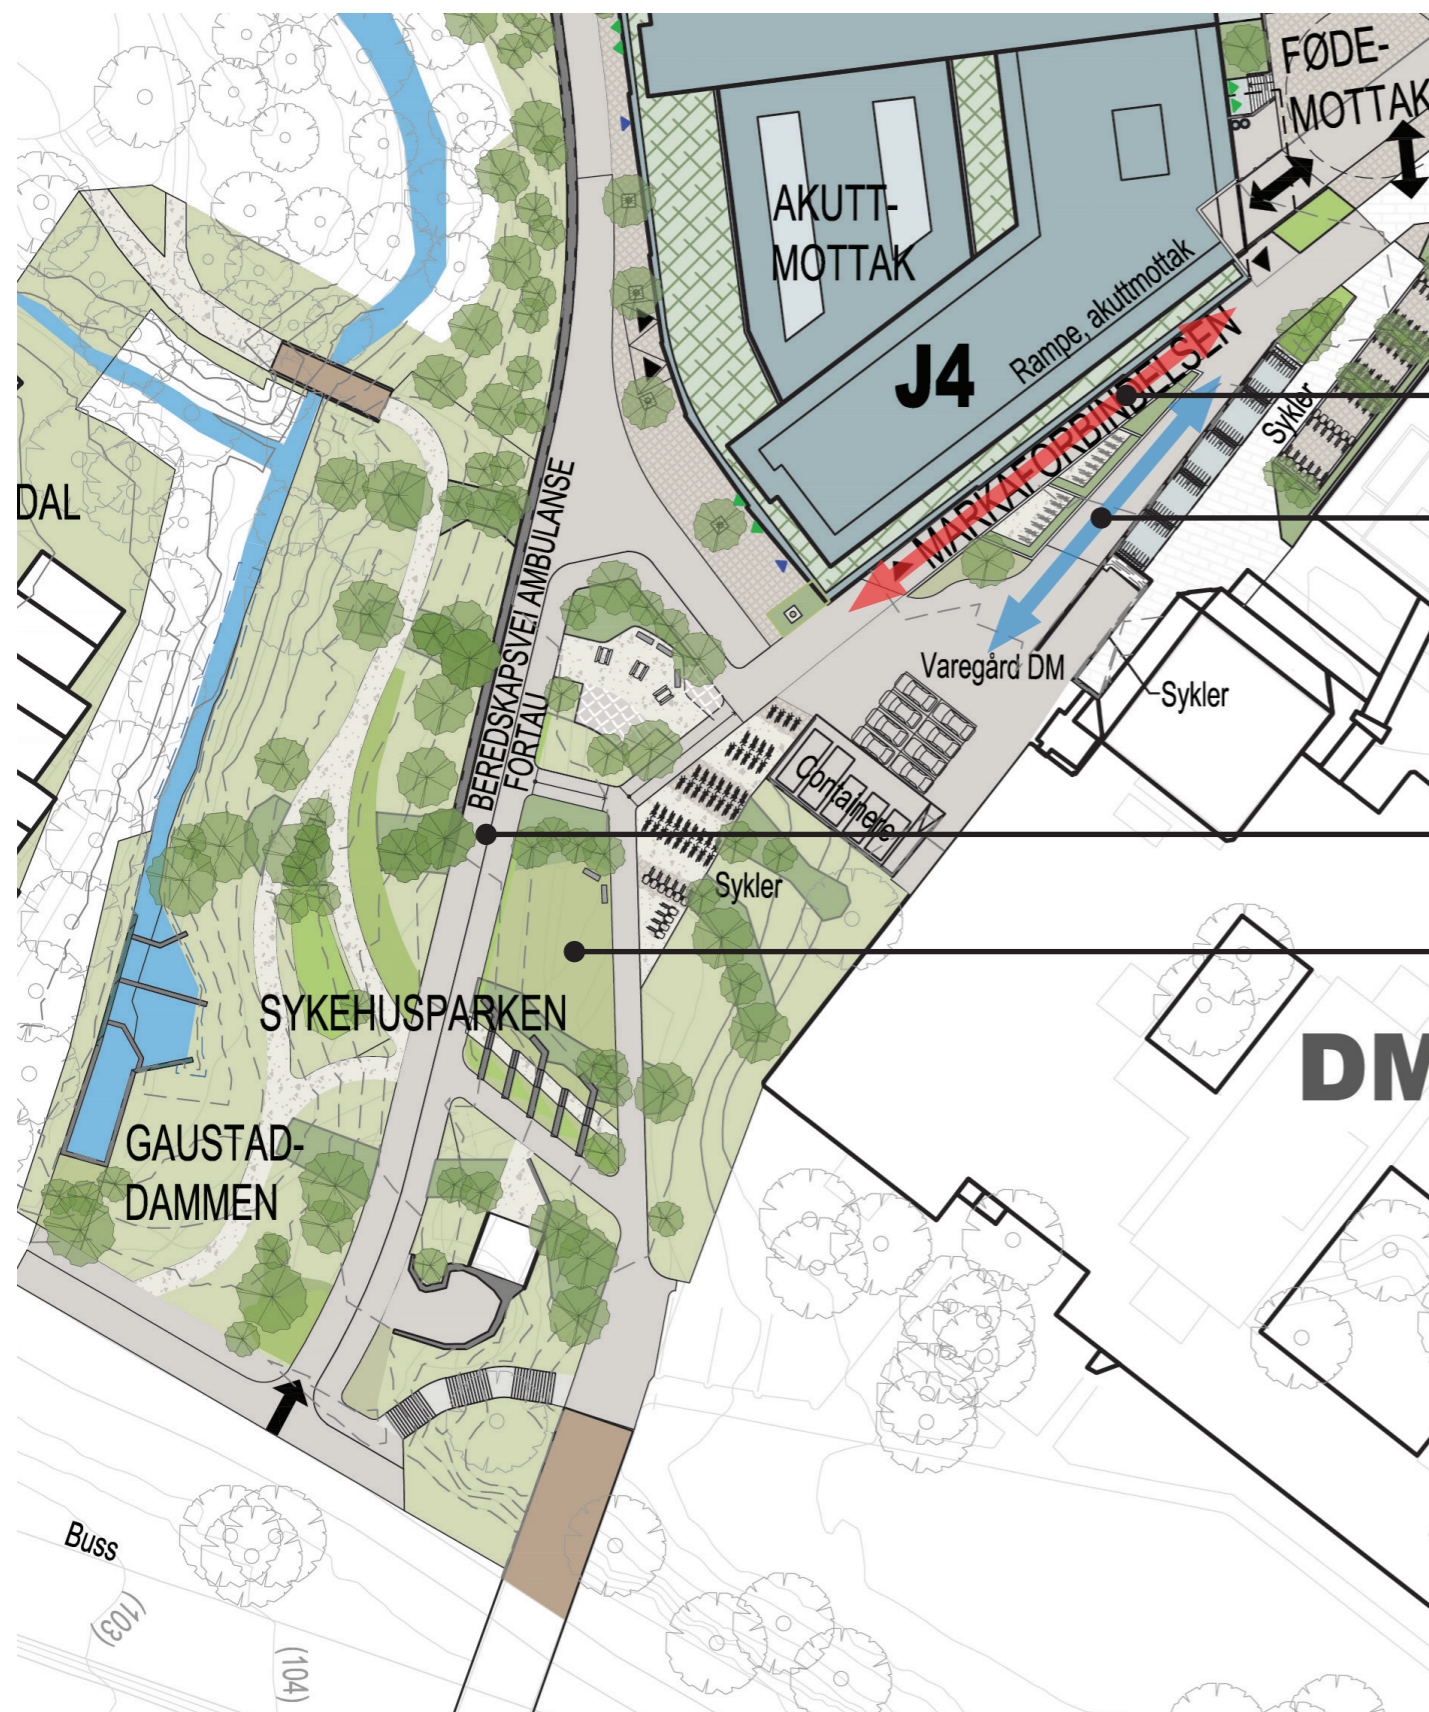 FØDE-
MOTTAK
8
AKUTT-
MOTTAK
Rampe, akuttmottak
J4
MARKAFORBINDELSEN
Sykler
DAL
BEREDSKAPSVEI AMBULANSE
FORTAU
Varegård DM
Sykler
Containere
Sykler
SYKEHUSPARKEN
DM
GAUSTAD-
DAMMEN
Buss
(103)
(104)